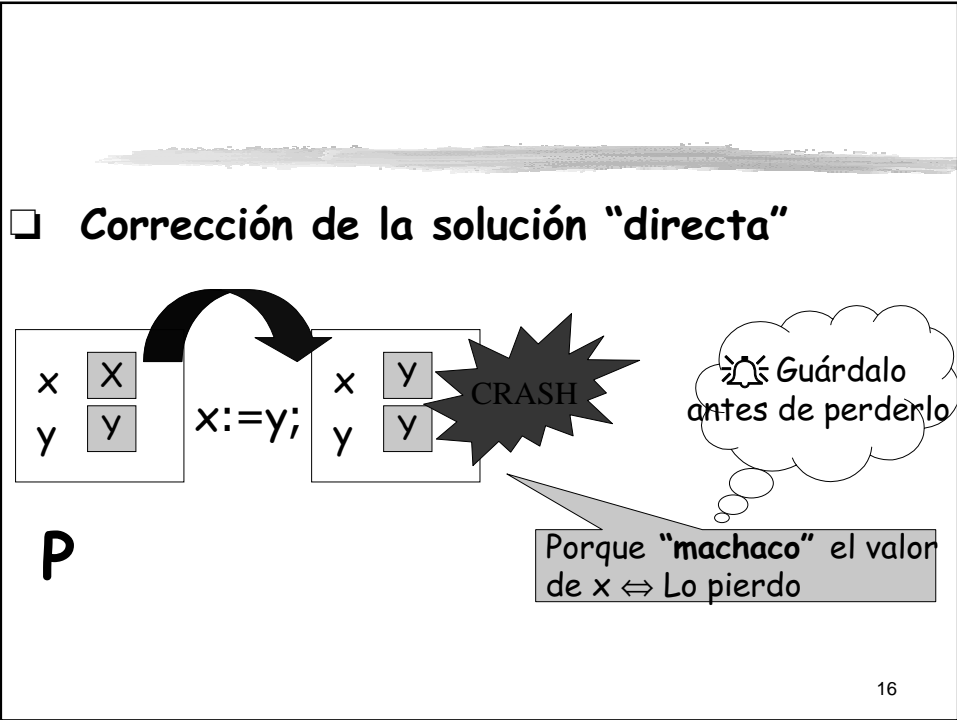 Corrección de la solución “directa”
x X
y Y
x:=y;
x Y
y Y
CRASH
Guárdalo
antes de perderlo
P
Porque “machaco” el valor
de x ⇔ Lo pierdo
16